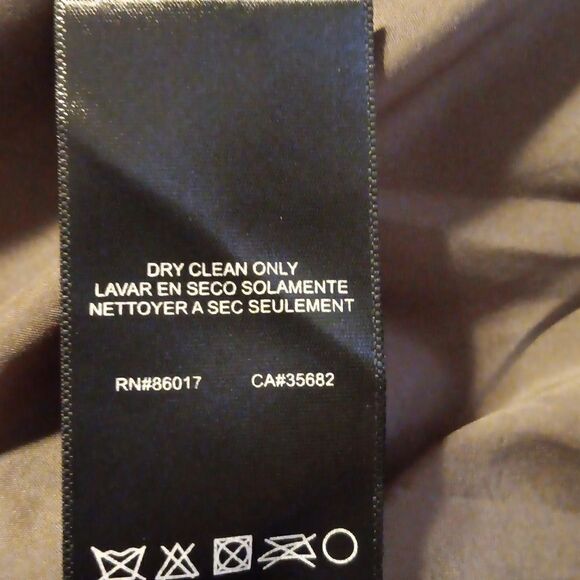 DRY CLEAN ONLY
LAVAR EN SECO SOLAMENTE
NETTOYER A SEC SEULEMENT
RN#86017 CA#35682